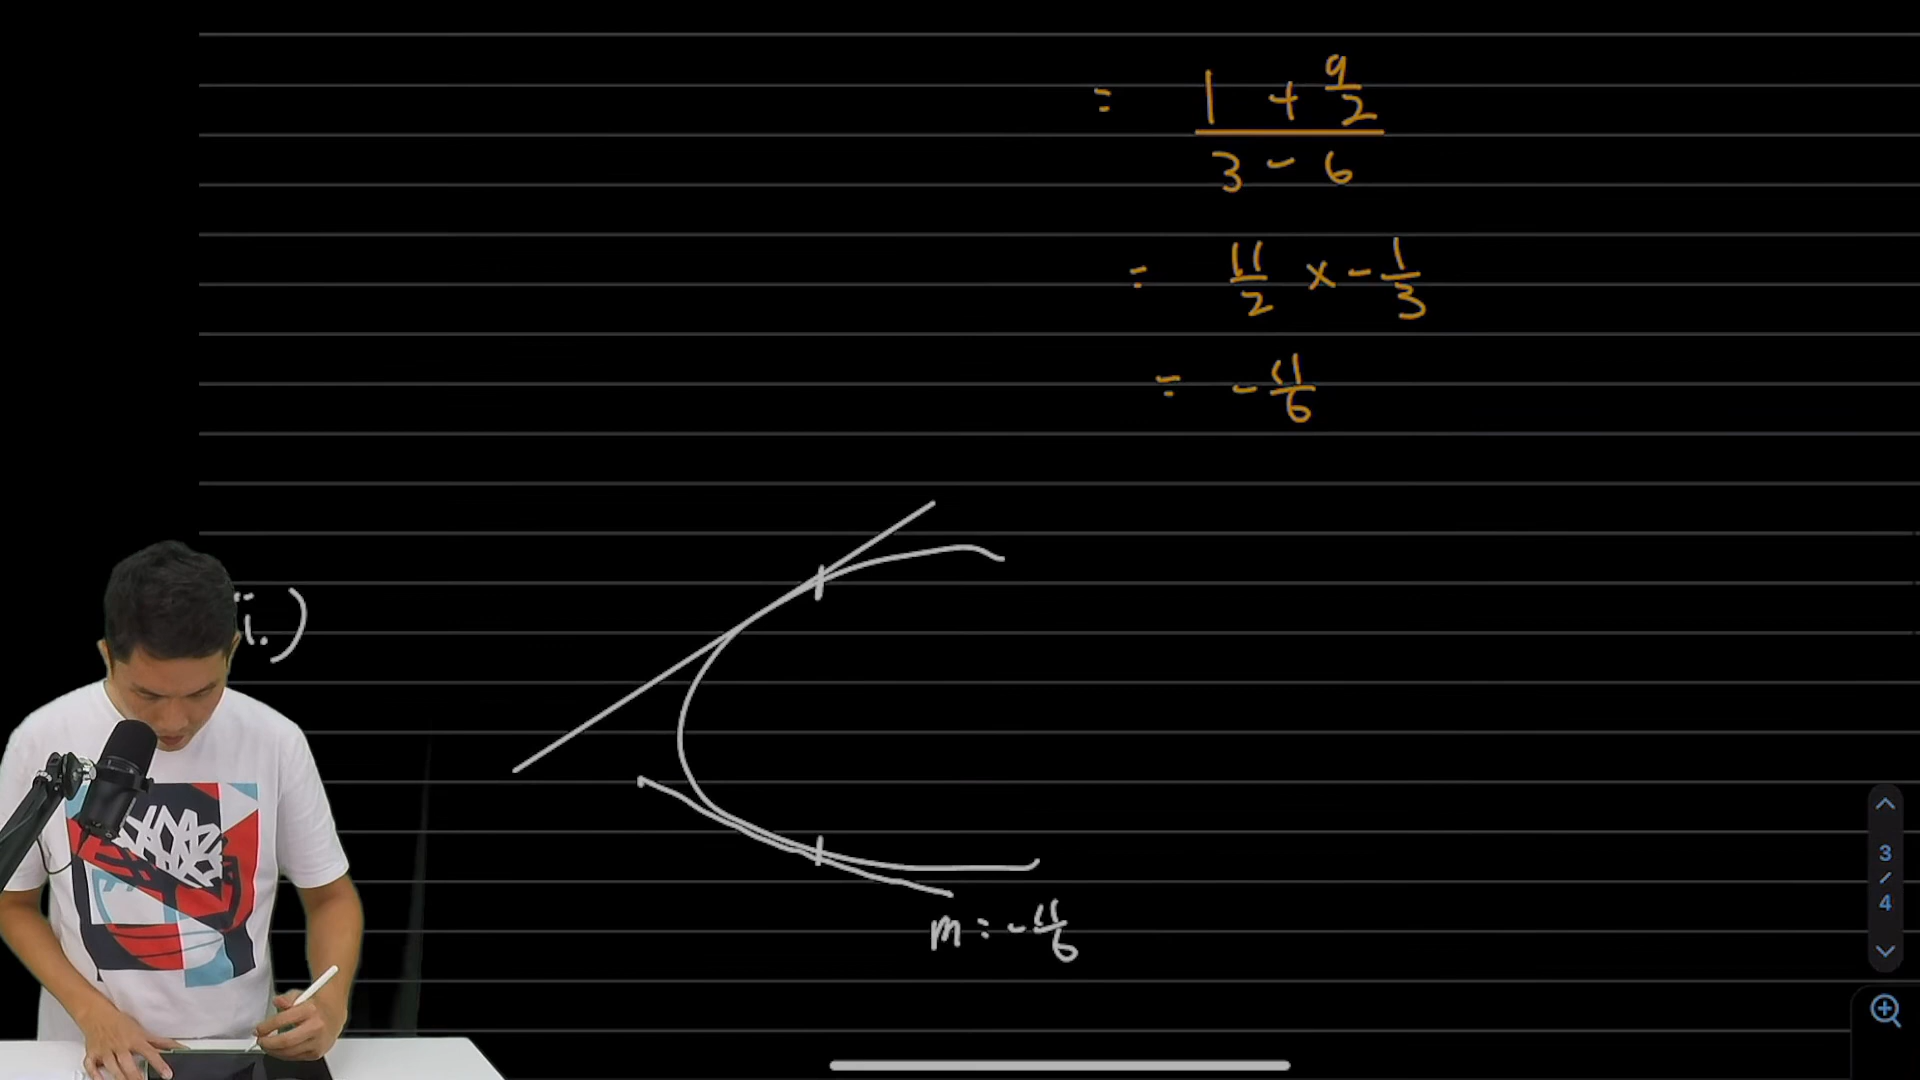 = (1 + 9/2) / (3 - 6)
= 11/2 x - 1/3
= - 11/6
i.)
m = - 11/6
3
/
4